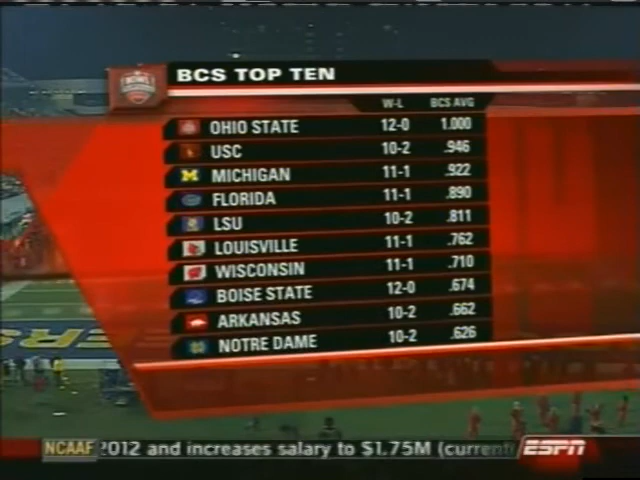 BCS TOP TEN
W-L BCS AVG
OHIO STATE 12-0 1.000
USC 10-2 .946
MICHIGAN 11-1 .922
FLORIDA 11-1 .890
LSU 10-2 .811
LOUISVILLE 11-1 .762
WISCONSIN 11-1 .710
BOISE STATE 12-0 .674
ARKANSAS 10-2 .662
NOTRE DAME 10-2 .626
ERS
NCAAF 2012 and increases salary to $1.75M (current ESPN